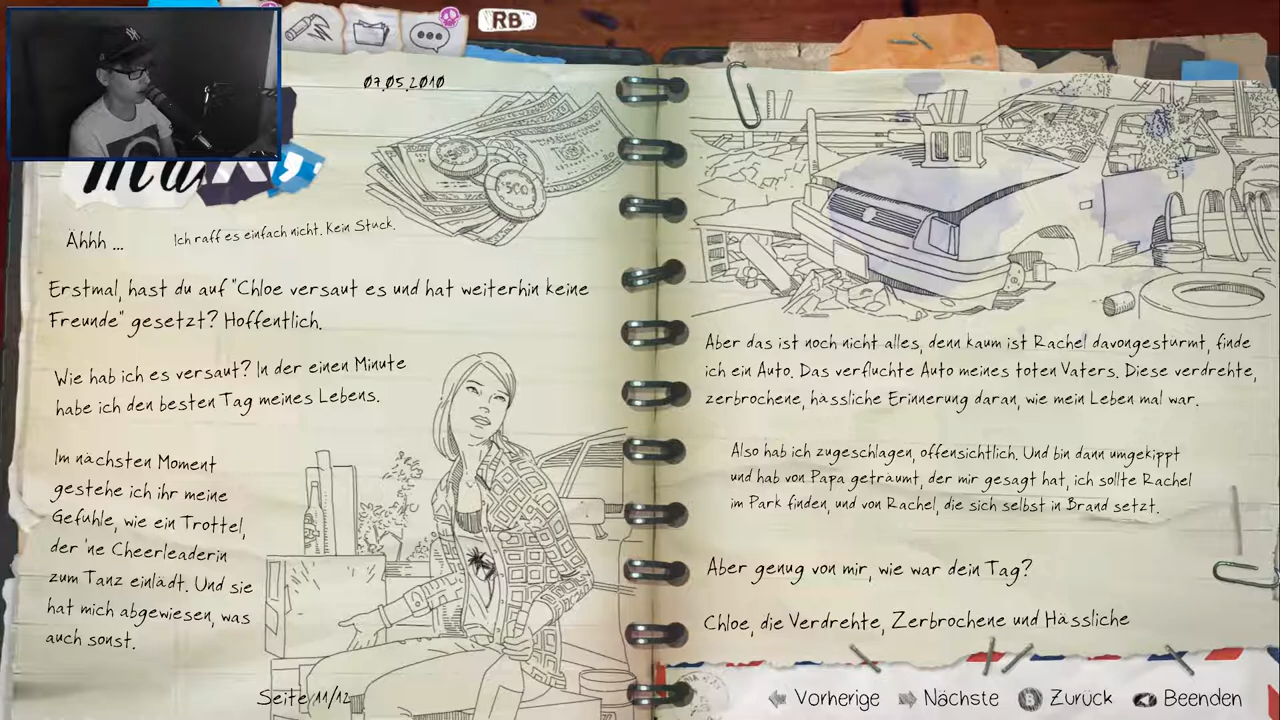 RB
07.05.2010
Max,
Ähhh ...
Ich raff es einfach nicht. Kein Stück.
Erstmal, hast du auf "Chloe versaut es und hat weiterhin keine
Freunde" gesetzt? Hoffentlich.
Wie hab ich es versaut? In der einen Minute
habe ich den besten Tag meines Lebens.
Im nächsten Moment
gestehe ich ihr meine
Gefühle, wie ein Trottel,
der 'ne Cheerleaderin
zum Tanz einlädt. Und sie
hat mich abgewiesen, was
auch sonst.
Seite 11/12
500
Aber das ist noch nicht alles, denn kaum ist Rachel davongestürmt, finde
ich ein Auto. Das verfluchte Auto meines toten Vaters. Diese verdrehte,
zerbrochene, hässliche Erinnerung daran, wie mein Leben mal war.
Also hab ich zugeschlagen, offensichtlich. Und bin dann umgekippt
und hab von Papa geträumt, der mir gesagt hat, ich sollte Rachel
im Park finden, und von Rachel, die sich selbst in Brand setzt.
Aber genug von mir, wie war dein Tag?
Chloe, die Verdrehte, Zerbrochene und Hässliche
Vorherige Nächste Zurück Beenden